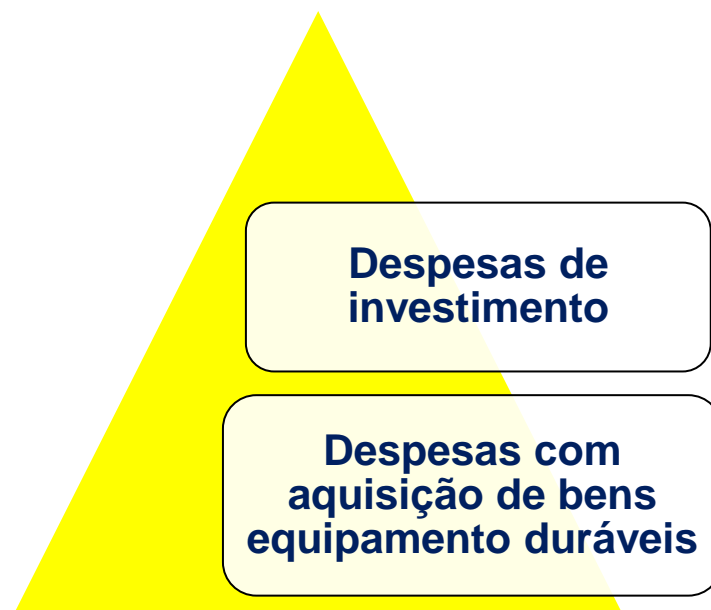 Despesas de
investimento
Despesas com
aquisição de bens
equipamento duráveis